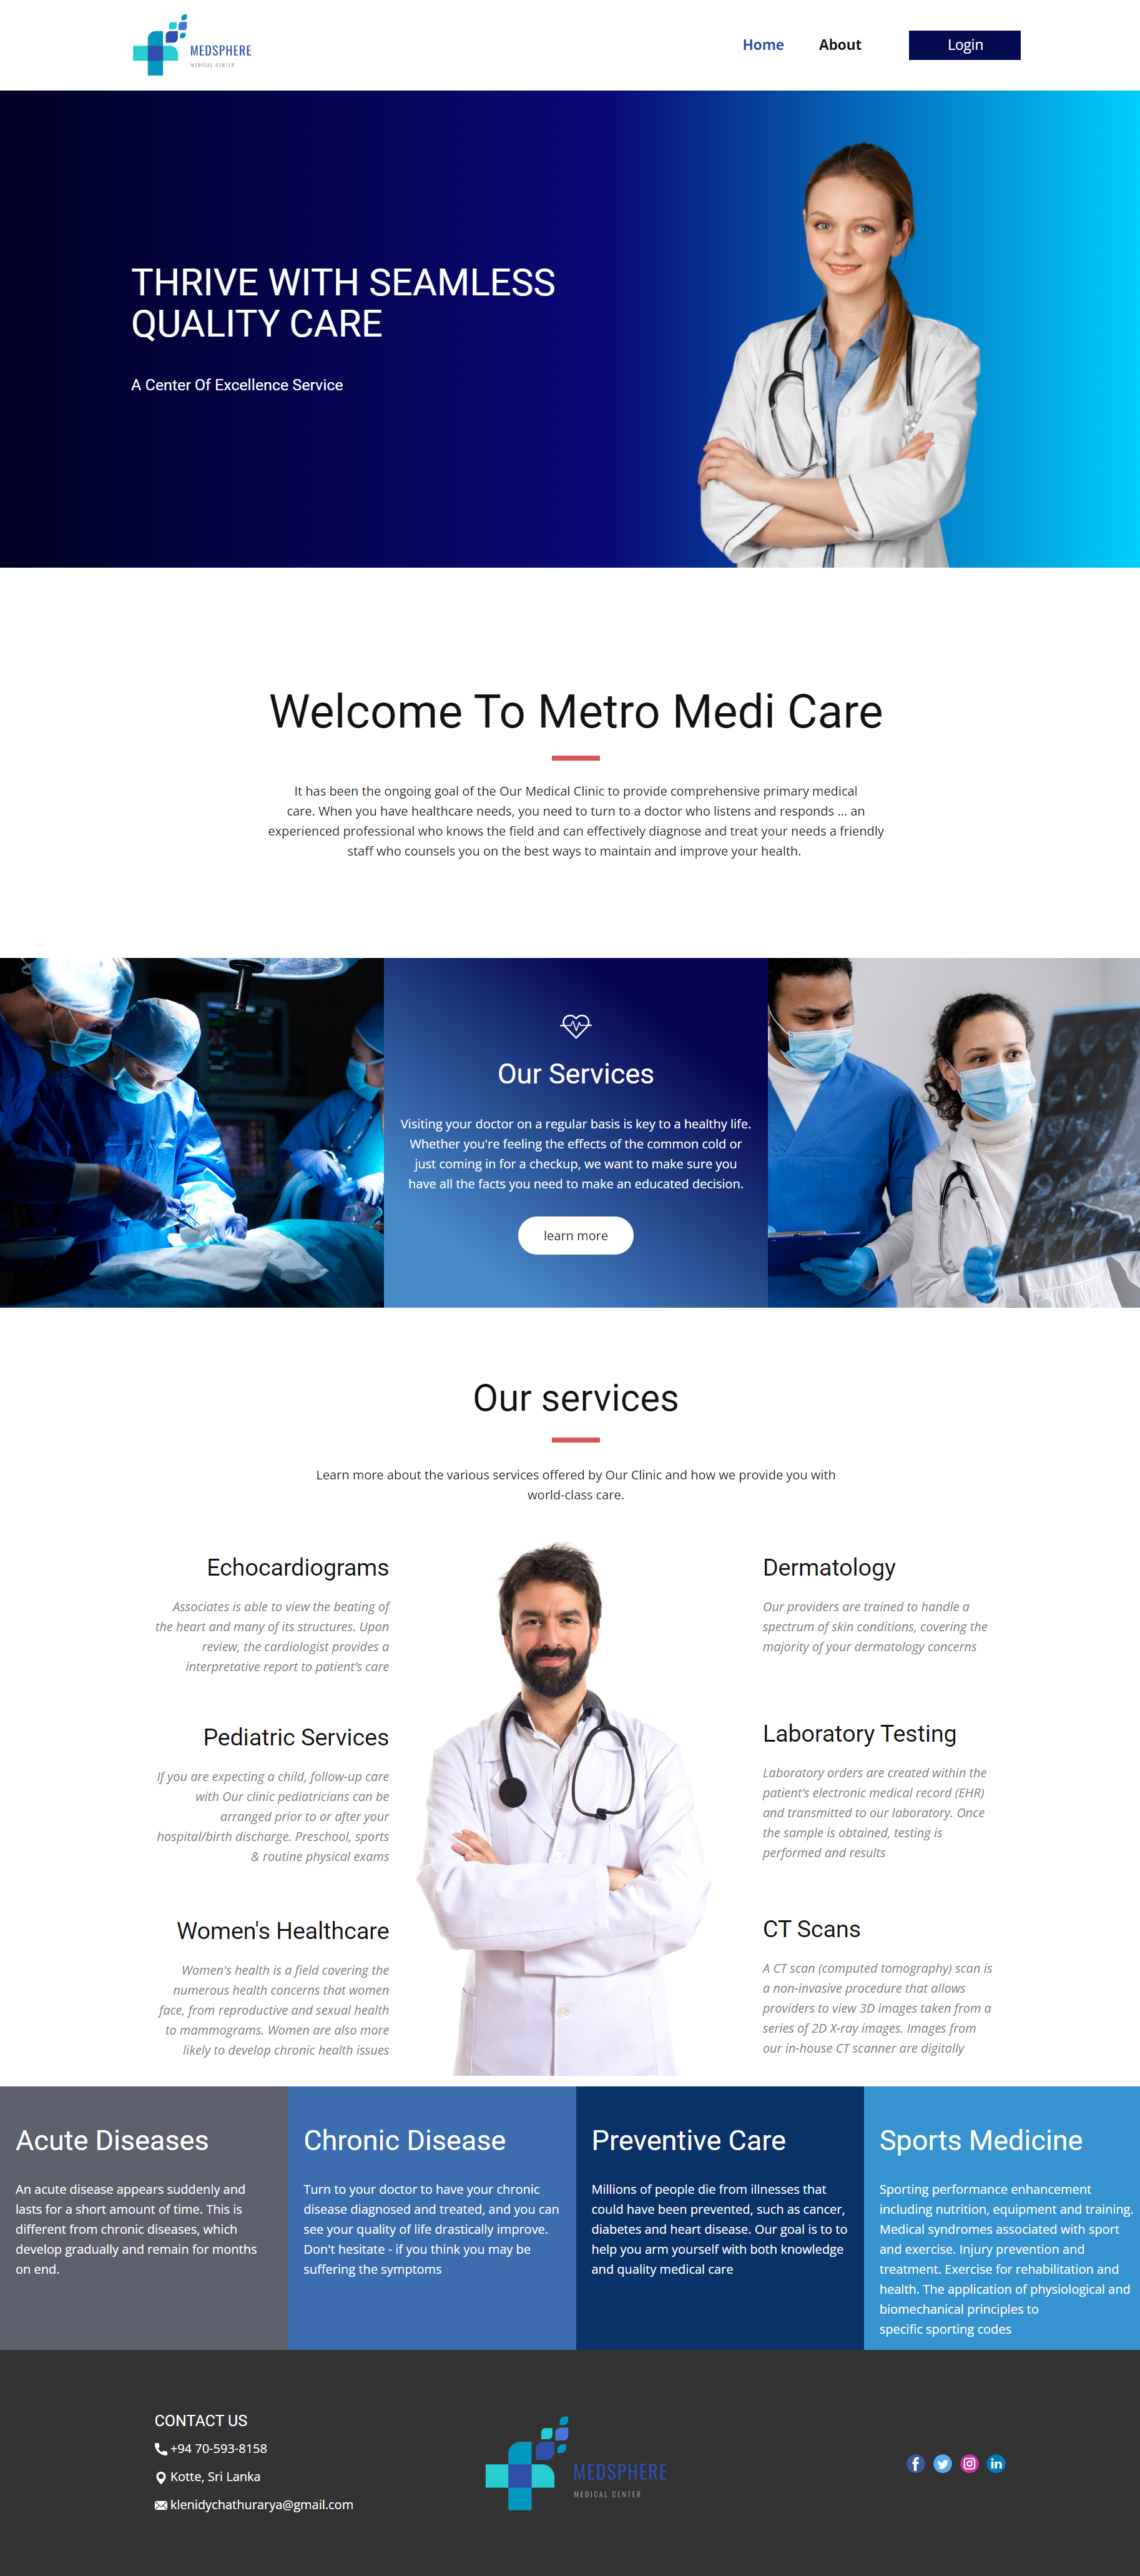 MEDSPHERE
MEDICAL CENTER
Home
About
Login
THRIVE WITH SEAMLESS
QUALITY CARE
A Center Of Excellence Service
Welcome To Metro Medi Care
It has been the ongoing goal of the Our Medical Clinic to provide comprehensive primary medical
care. When you have healthcare needs, you need to turn to a doctor who listens and responds ... an
experienced professional who knows the field and can effectively diagnose and treat your needs a friendly
staff who counsels you on the best ways to maintain and improve your health.
Our Services
Visiting your doctor on a regular basis is key to a healthy life.
Whether you're feeling the effects of the common cold or
just coming in for a checkup, we want to make sure you
have all the facts you need to make an educated decision.
learn more
Our services
Learn more about the various services offered by Our Clinic and how we provide you with
world-class care.
Echocardiograms
Associates is able to view the beating of
the heart and many of its structures. Upon
review, the cardiologist provides a
interpretative report to patient's care
Pediatric Services
If you are expecting a child, follow-up care
with Our clinic pediatricians can be
arranged prior to or after your
hospital/birth discharge. Preschool, sports
& routine physical exams
Women's Healthcare
Women's health is a field covering the
numerous health concerns that women
face, from reproductive and sexual health
to mammograms. Women are also more
likely to develop chronic health issues
Dermatology
Our providers are trained to handle a
spectrum of skin conditions, covering the
majority of your dermatology concerns
Laboratory Testing
Laboratory orders are created within the
patient's electronic medical record (EHR)
and transmitted to our laboratory. Once
the sample is obtained, testing is
performed and results
CT Scans
A CT scan (computed tomography) scan is
a non-invasive procedure that allows
providers to view 3D images taken from a
series of 2D X-ray images. Images from
our in-house CT scanner are digitally
Acute Diseases
An acute disease appears suddenly and
lasts for a short amount of time. This is
different from chronic diseases, which
develop gradually and remain for months
on end.
Chronic Disease
Turn to your doctor to have your chronic
disease diagnosed and treated, and you can
see your quality of life drastically improve.
Don't hesitate - if you think you may be
suffering the symptoms
Preventive Care
Millions of people die from illnesses that
could have been prevented, such as cancer,
diabetes and heart disease. Our goal is to to
help you arm yourself with both knowledge
and quality medical care
Sports Medicine
Sporting performance enhancement
including nutrition, equipment and training.
Medical syndromes associated with sport
and exercise. Injury prevention and
treatment. Exercise for rehabilitation and
health. The application of physiological and
biomechanical principles to
specific sporting codes
CONTACT US
+94 70-593-8158
Kotte, Sri Lanka
klenidychathurarya@gmail.com
MEDSPHERE
MEDICAL CENTER